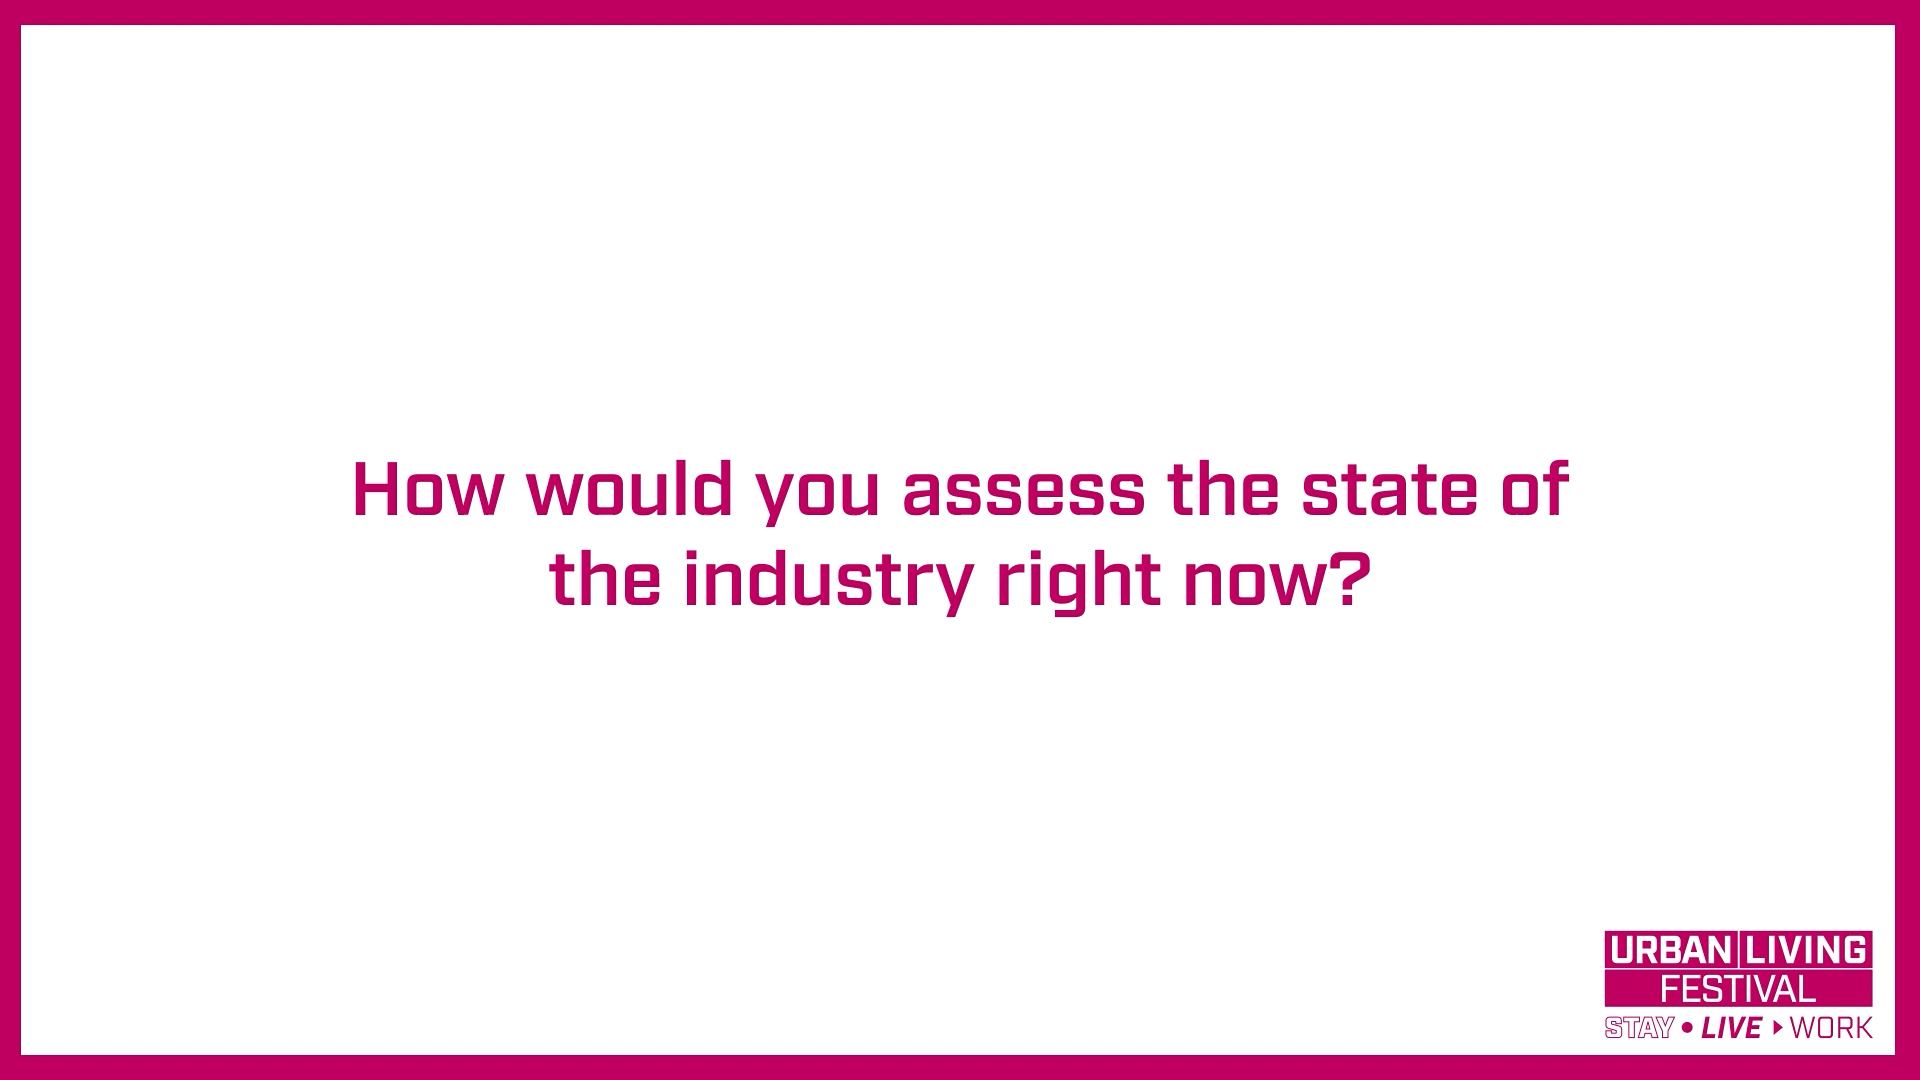 How would you assess the state of
the industry right now?
URBAN LIVING
FESTIVAL
STAY • LIVE ▸ WORK